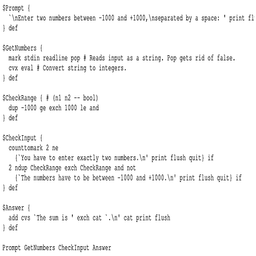 $Prompt {
`\nEnter two numbers between -1000 and +1000,\nseparated by a space: " print fl
} def
$GetNumbers {
mark stdin readline pop # Reads input as a string. Pop gets rid of false.
cvx eval # Convert string to integers.
} def
$CheckRange { # (n1 n2 -- bool)
dup -1000 ge exch 1000 le and
} def
$CheckInput {
counttomark 2 ne
{`You have to enter exactly two numbers.\n" print flush quit} if
2 ndup CheckRange exch CheckRange and not
{`The numbers have to be between -1000 and +1000.\n" print flush quit} if
} def
$Answer {
add cvs `The sum is " exch cat `.\n" cat print flush
} def
Prompt GetNumbers CheckInput Answer